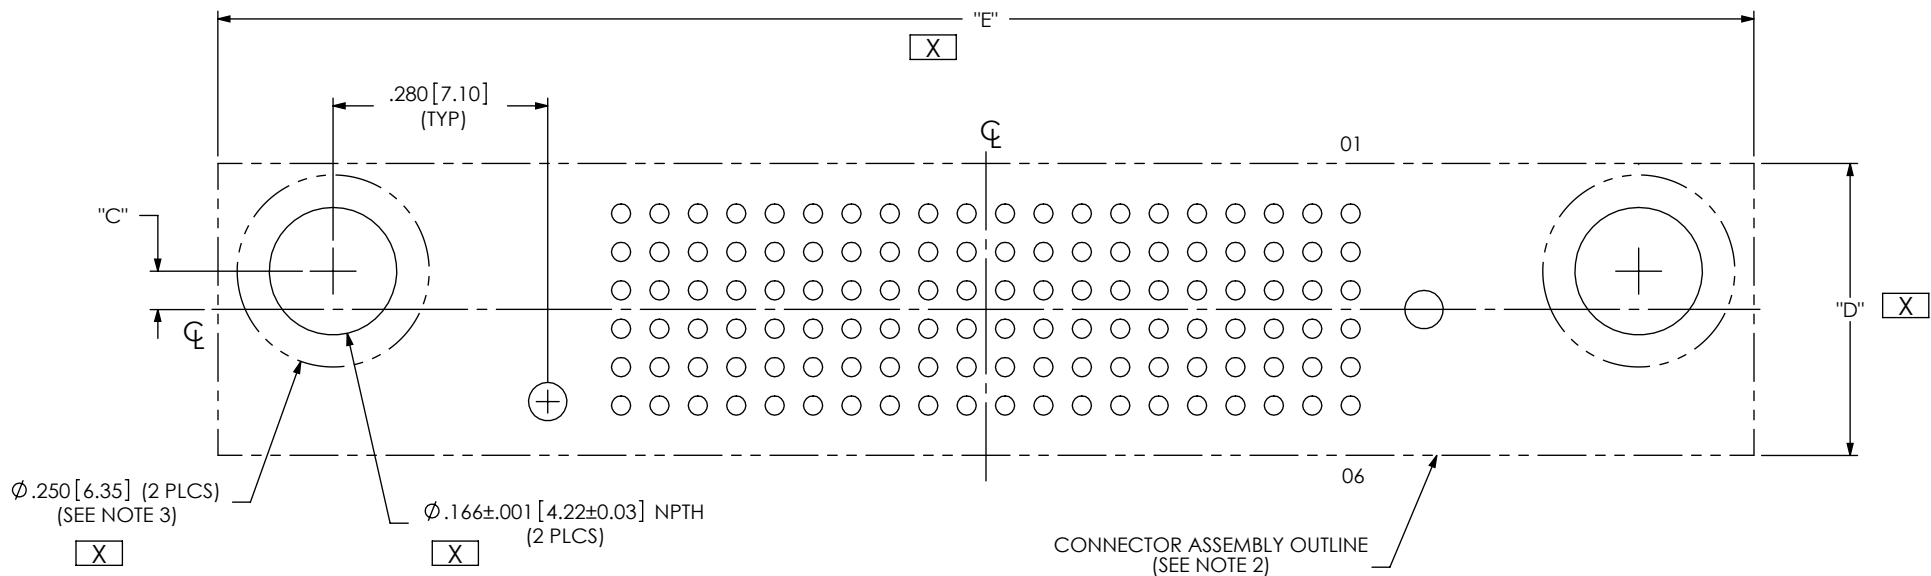 "E"
X
.280[7.10]
(TYP)
℄
01
"C"
"D"
X
℄
06
Ø.250[6.35] (2 PLCS)
(SEE NOTE 3)
X
Ø.166±.001[4.22±0.03] NPTH
(2 PLCS)
X
CONNECTOR ASSEMBLY OUTLINE
(SEE NOTE 2)